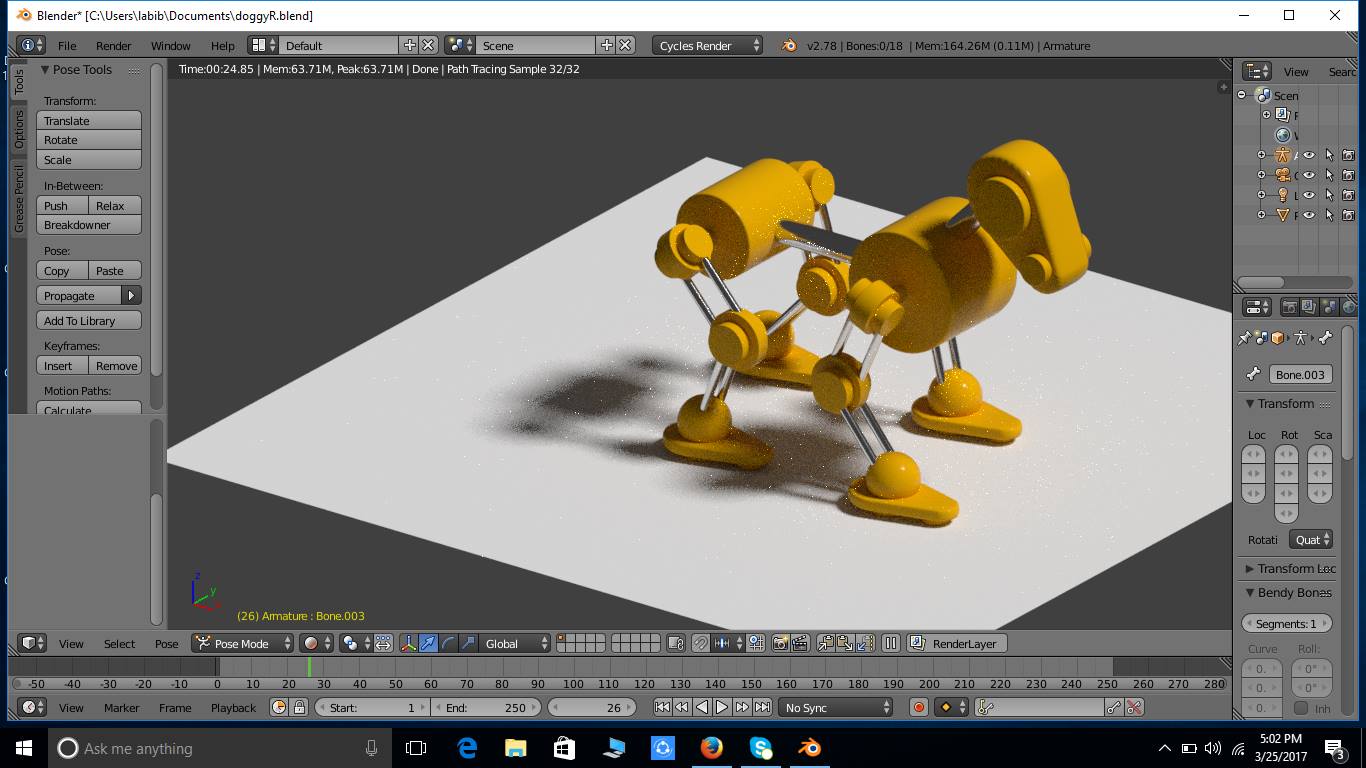 Blender* [C:\Users\labib\Documents\doggyR.blend]
File Render Window Help Default Scene Cycles Render v2.78 | Bones:0/18 | Mem:164.26M (0.11M) | Armature
Time:00:24.85 | Mem:63.71M, Peak:63.71M | Done | Path Tracing Sample 32/32
Tools
Options
Grease Pencil
Pose Tools
Transform:
Translate
Rotate
Scale
In-Between:
Push Relax
Breakdowner
Pose:
Copy Paste
Propagate
Add To Library
Keyframes:
Insert Remove
Motion Paths:
Calculate
View Searc
Scen
Bone.003
Transform
Loc Rot Sca
Rotati Quat
Transform Loc
Bendy Bones
Segments: 1
Curve Roll:
0. 0°
0. 0°
0. Inh
z
y
(26) Armature : Bone.003
View Select Pose Pose Mode Global RenderLayer
-50 -40 -30 -20 -10 0 10 20 30 40 50 60 70 80 90 100 110 120 130 140 150 160 170 180 190 200 210 220 230 240 250 260 270 280
View Marker Frame Playback Start: 1 End: 250 26 No Sync
Ask me anything
5:02 PM
3/25/2017
3